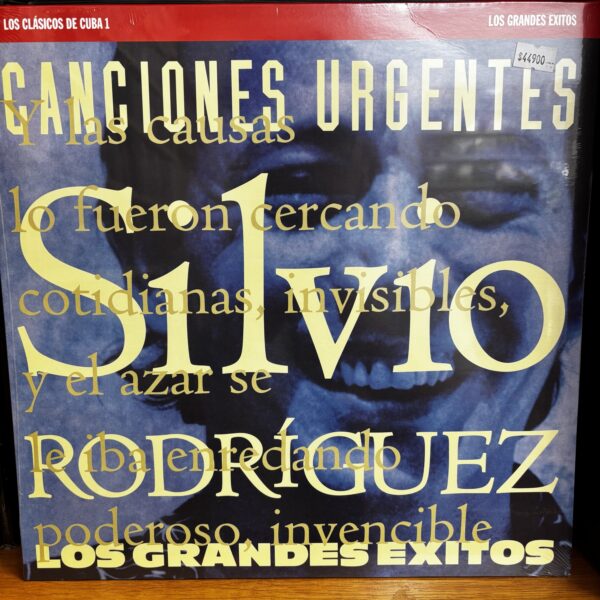 LOS CLÁSICOS DE CUBA 1
LOS GRANDES EXITOS
$44900
CANCIONES URGENTES
Y las causas
lo fueron cercando
Silvio
cotidianas, invisibles,
y el azar se
RODRÍGUEZ
le iba enredando
poderoso, invencible
LOS GRANDES EXITOS